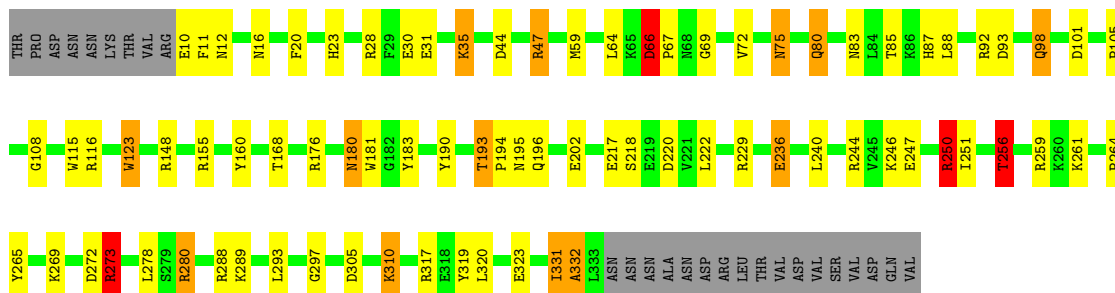 THR PRO ASP ASN ASN LYS THR VAL ARG E10 F11 N12 N16 F20 H23 R28 F29 E30 E31 K35 D44 R47 M59 L64 K65 D66 P67 N68 G69 V72 N75 Q80 N83 L84 T85 K86 H87 L88 R92 D93 Q98 D101
G108 W115 R116 W123 R148 R155 Y160 T168 R176 N180 W181 G182 Y183 Y190 T193 P194 N195 Q196 E202 E217 S218 E219 D220 V221 L222 R229 E236 L240 R244 V245 K246 E247 R250 I251 T256 R259 K260 K261
Y265 K269 D272 R273 L278 S279 R280 R288 K289 L293 G297 D305 K310 R317 E318 Y319 L320 E323 I331 A332 L333 ASN ASN ASN ALA ASN ASP ARG LEU THR VAL ASP VAL SER VAL ASP GLN VAL